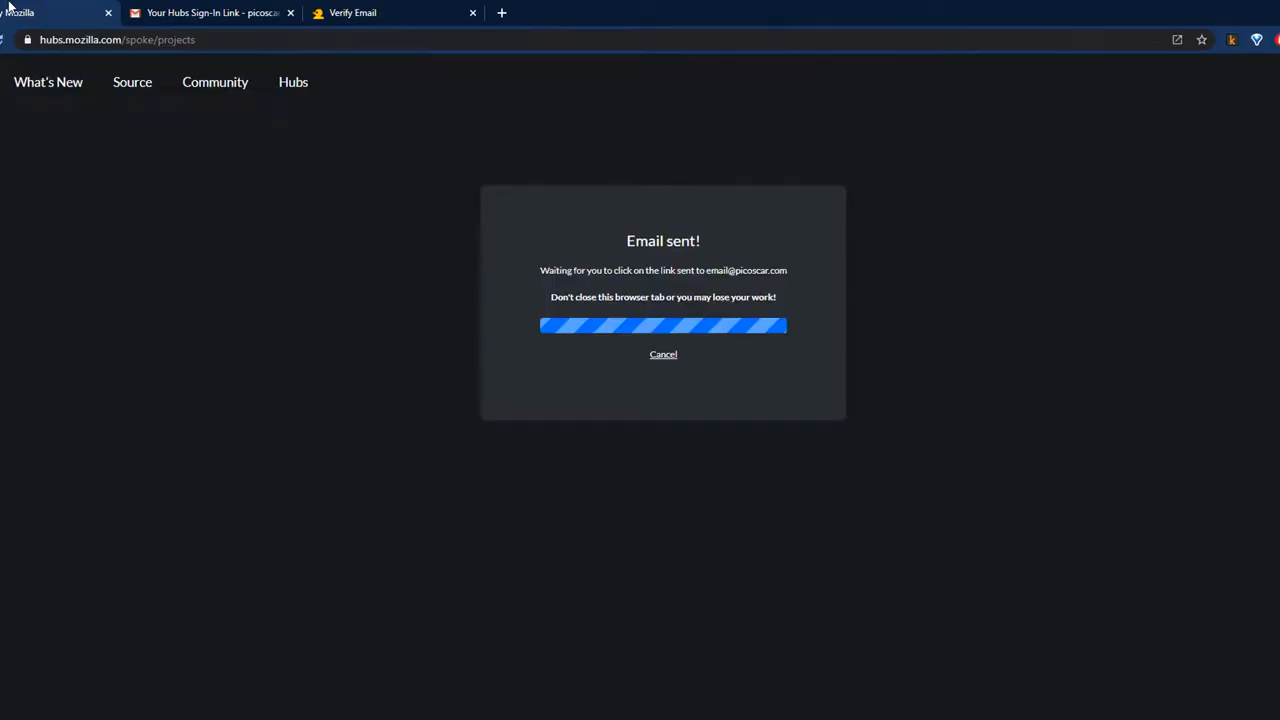 y Mozilla
Your Hubs Sign-In Link - picoscar
Verify Email
hubs.mozilla.com/spoke/projects
What's New
Source
Community
Hubs
Email sent!
Waiting for you to click on the link sent to email@picoscar.com
Don't close this browser tab or you may lose your work!
Cancel